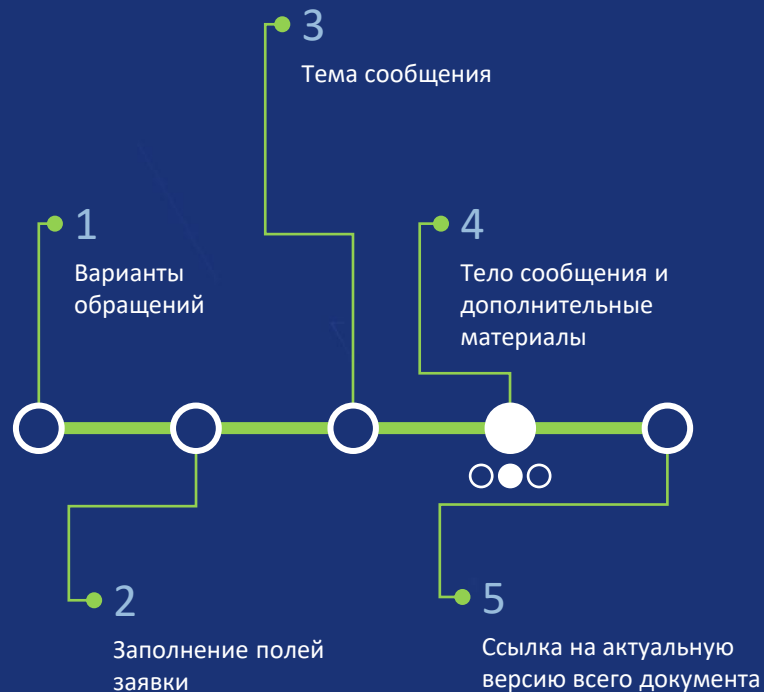 1
Варианты
обращений
2
Заполнение полей
заявки
3
Тема сообщения
4
Тело сообщения и
дополнительные
материалы
5
Ссылка на актуальную
версию всего документа